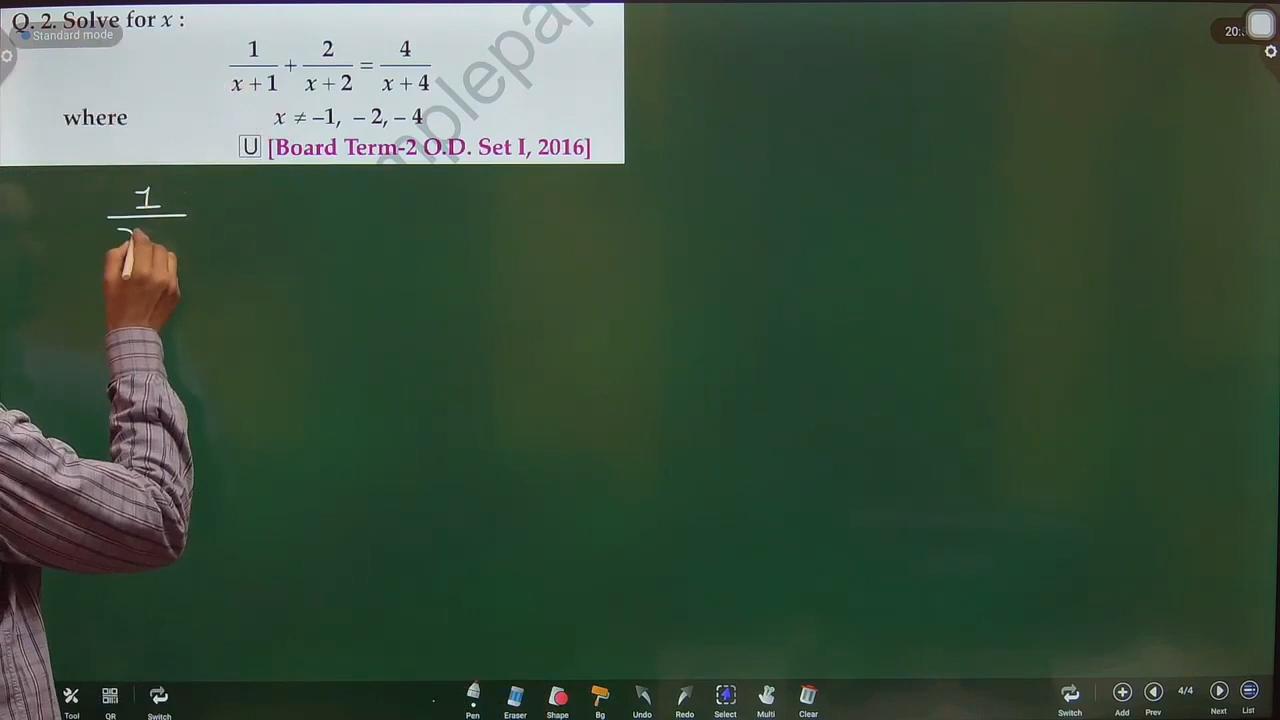 Q. 2. Solve for x :
Standard mode
20:
1/(x + 1) + 2/(x + 2) = 4/(x + 4)
where x ≠ –1, – 2, – 4
U [Board Term-2 O.D. Set I, 2016]
mplepap
1
Tool QR Switch Pen Eraser Shape Bg Undo Redo Select Multi Clear Switch Add Prev 4/4 Next List